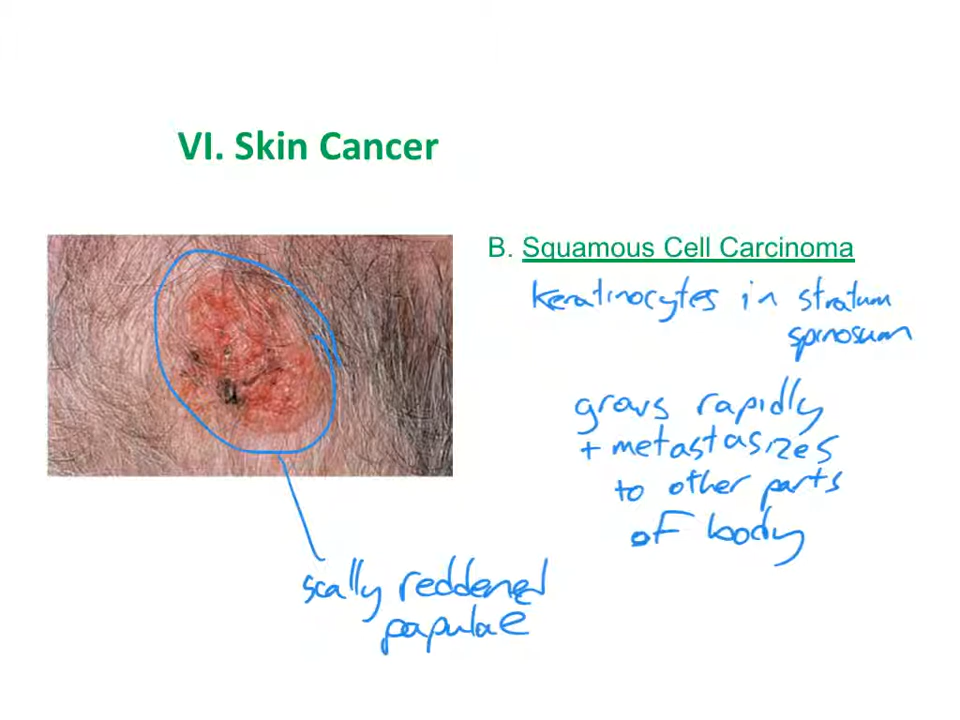 VI. Skin Cancer
B. Squamous Cell Carcinoma
keratinocytes in stratum
spinosum
grows rapidly
+ metastasizes
to other parts
of body
scally reddened
papulae